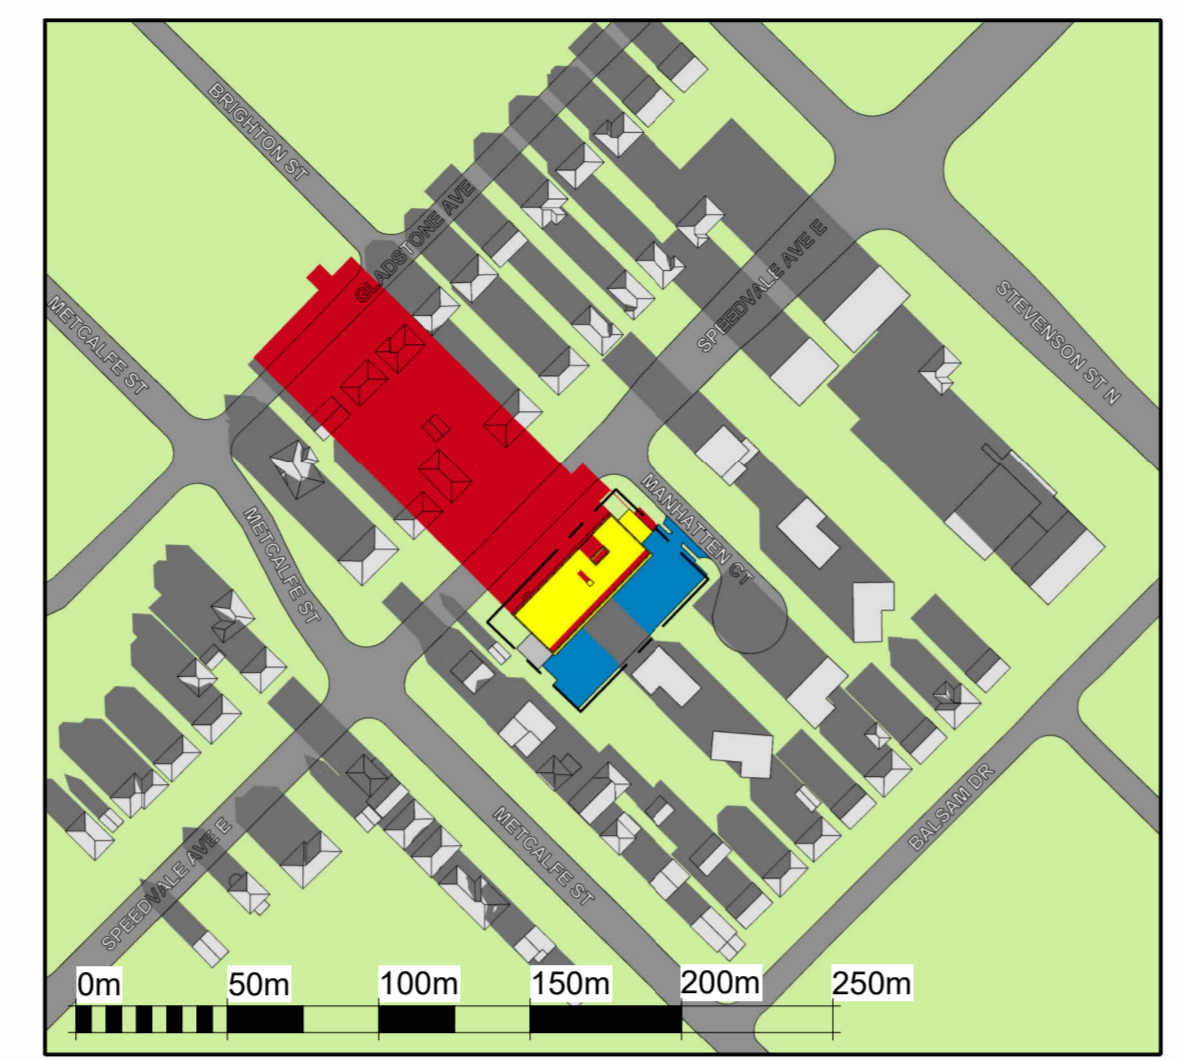 BRIGHTON ST
GLADSTONE AVE
SPEEDVALE AVE E
STEVENSON ST N
METCALFE ST
METCALFE ST
MANHATTEN CT
BALSAM DR
METCALFE ST
SPEEDVALE AVE E
0m 50m 100m 150m 200m 250m